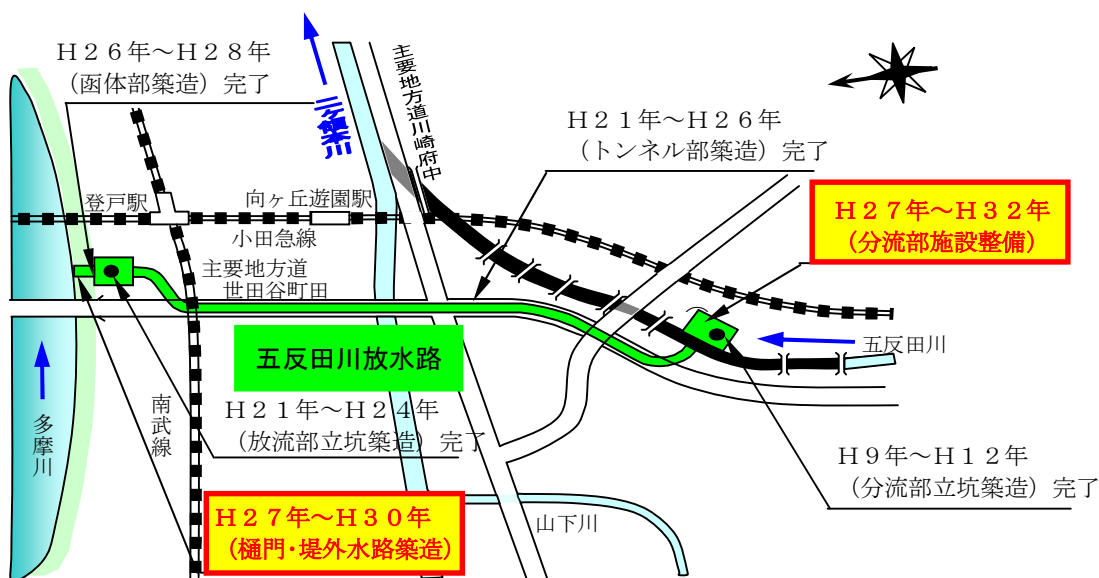 H26年～H28年
(函体部築造)完了
主要地方道川崎府中
二ヶ領本川
H21年～H26年
(トンネル部築造)完了
H27年～H32年
(分流部施設整備)
登戸駅
向ヶ丘遊園駅
小田急線
主要地方道
世田谷町田
五反田川放水路
五反田川
H21年～H24年
(放流部立坑築造)完了
南武線
多摩川
H9年～H12年
(分流部立坑築造)完了
H27年～H30年
(樋門・堤外水路築造)
山下川